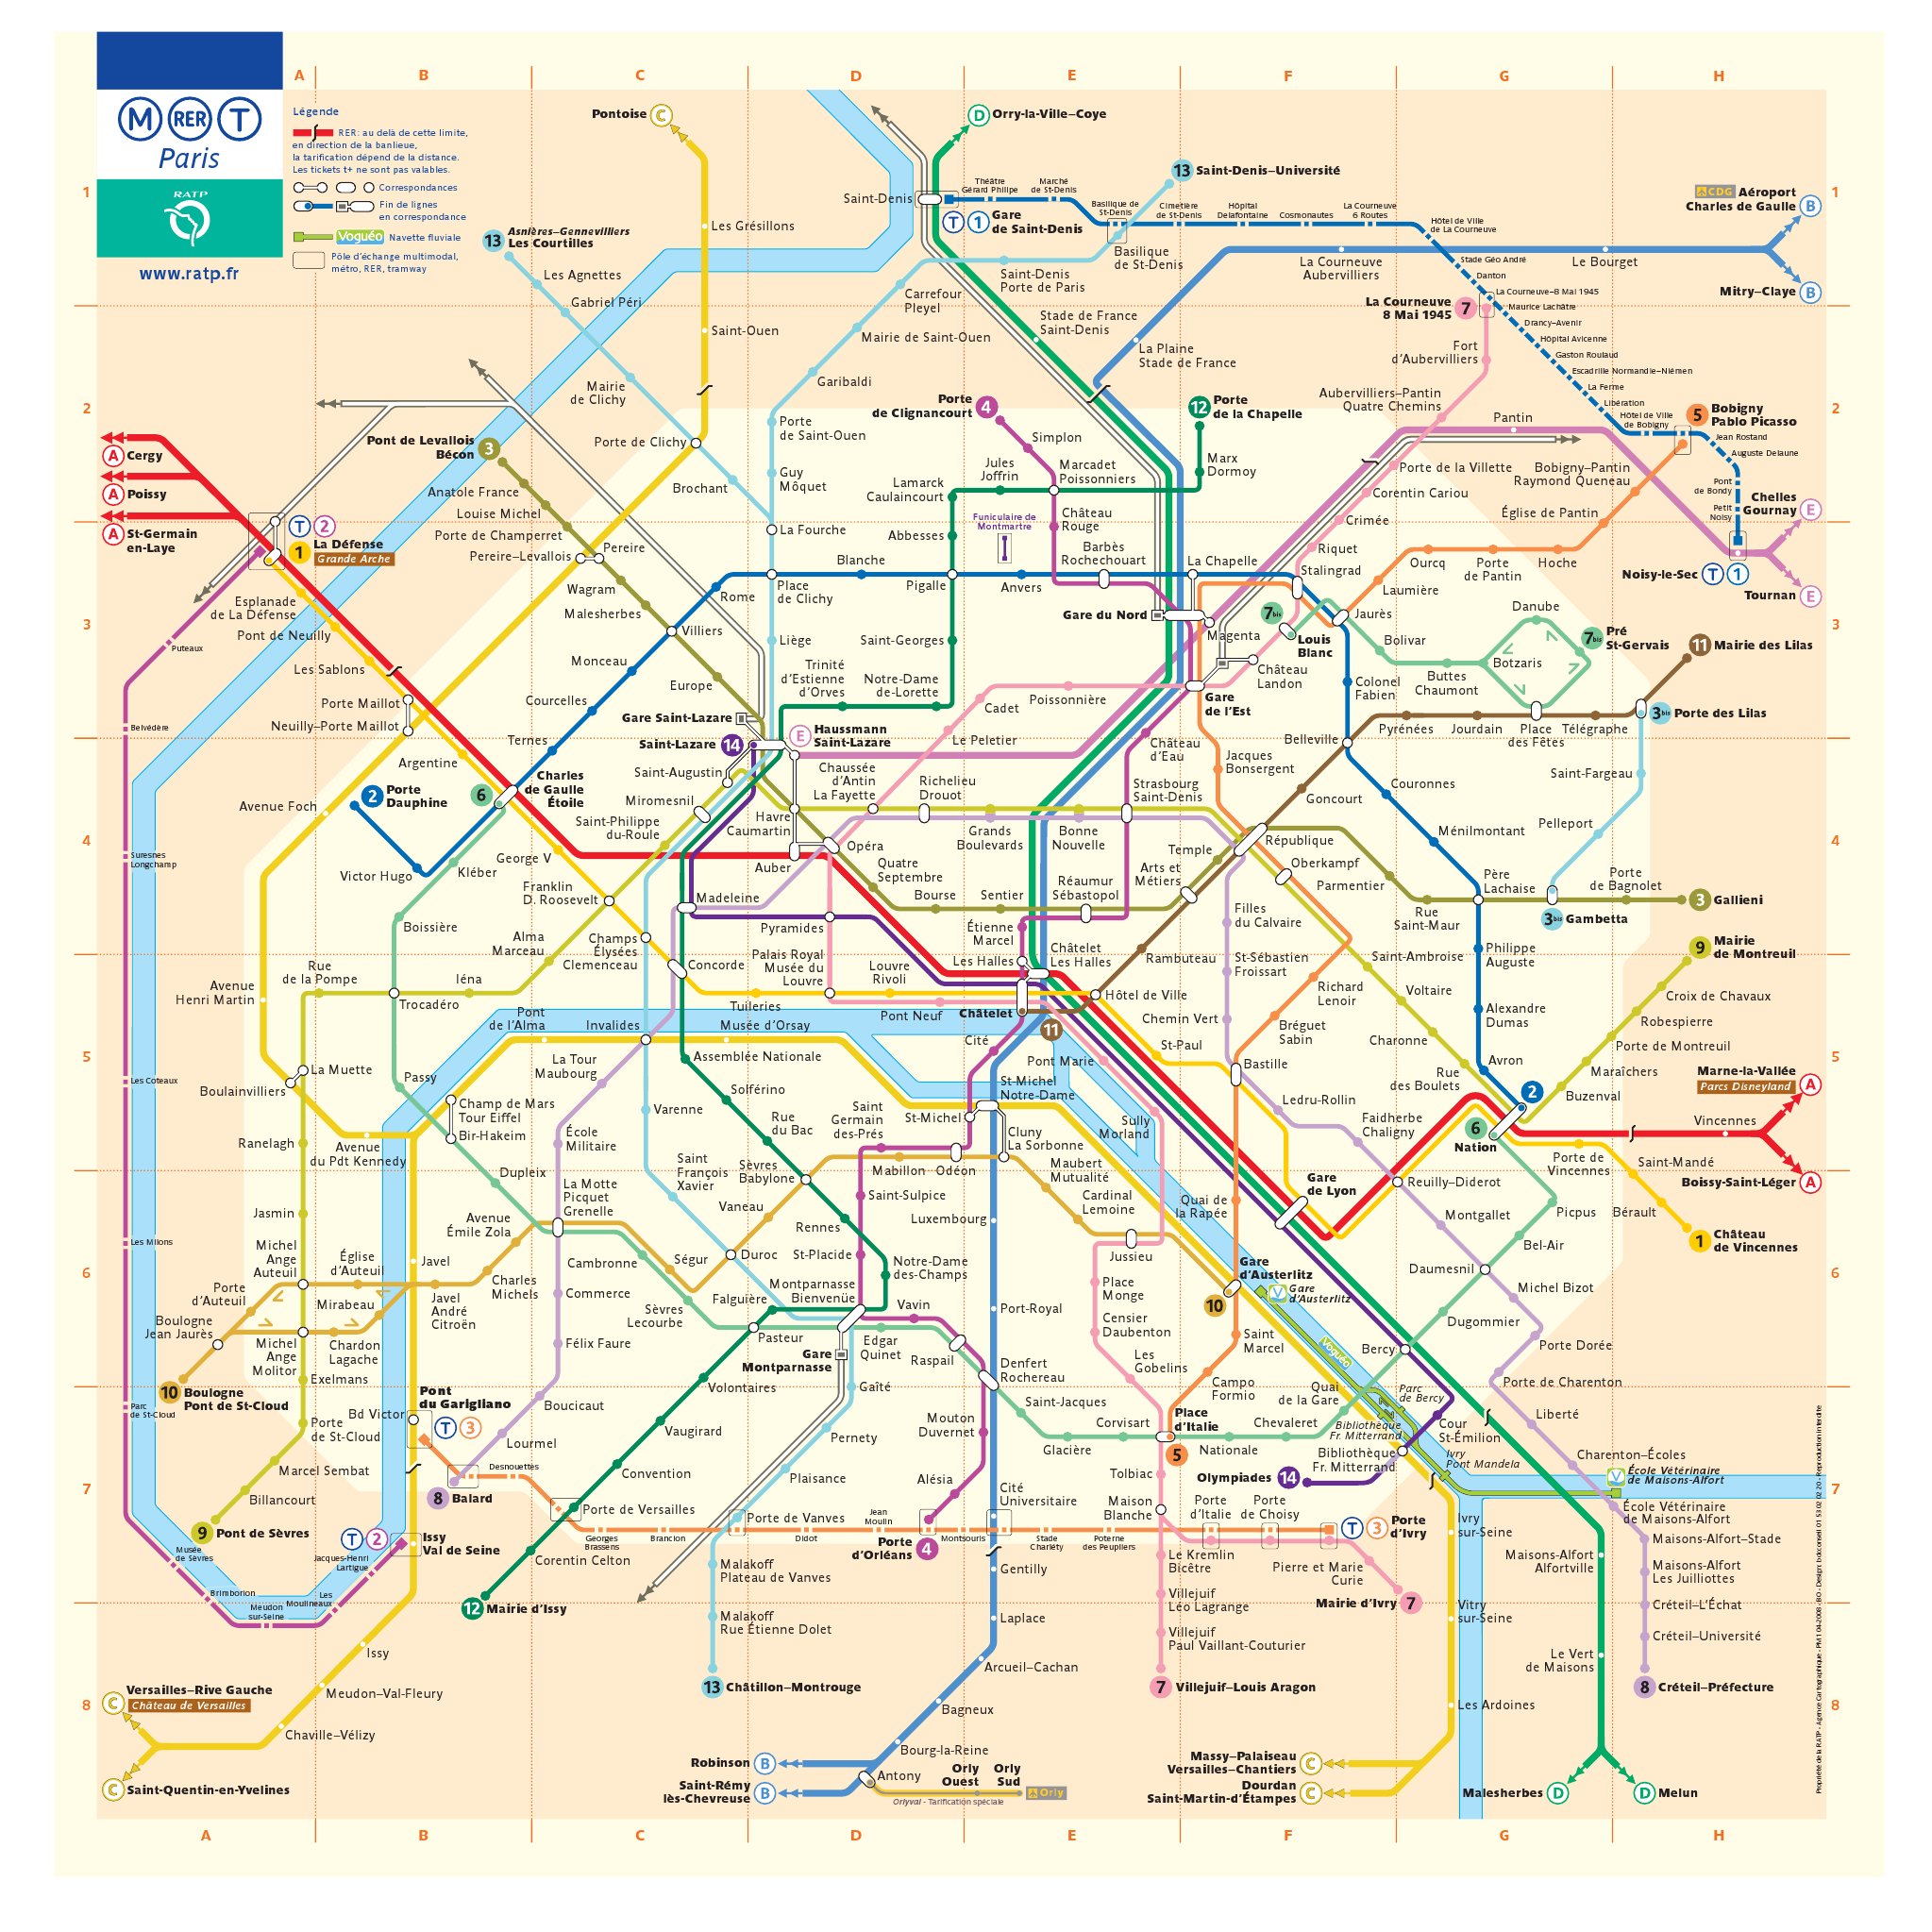 A
B
C
D
E
F
G
H
M
RER
T
Paris
RATP
www.ratp.fr
Légende
RER: au delà de cette limite,
en direction de la banlieue,
la tarification dépend de la distance.
Les tickets t+ ne sont pas valables.
Correspondances
Fin de lignes
en correspondance
Voguéo
Navette fluviale
Pôle d'échange multimodal,
métro, RER, tramway
Pontoise C
D Orry-la-Ville–Coye
13 Saint-Denis–Université
1
1
CDG Aéroport
Charles de Gaulle B
Saint-Denis
Théâtre
Gérard Philipe
Marché
de St-Denis
T 1 Gare
de Saint-Denis
Basilique de
St-Denis
Cimetière
de St-Denis
Hôpital
Delafontaine
Cosmonautes
La Courneuve
6 Routes
Hôtel de Ville
de La Courneuve
Les Grésillons
13 Asnières–Gennevilliers
Les Courtilles
Basilique
de St-Denis
Saint-Denis
Porte de Paris
La Courneuve
Aubervilliers
Stade Géo André
Le Bourget
Danton
Les Agnettes
Gabriel Péri
Carrefour
Pleyel
Mitry–Claye B
La Courneuve
8 Mai 1945
7
La Courneuve–8 Mai 1945
Maurice Lachâtre
Drancy–Avenir
Hôpital Avicenne
Gaston Roulaud
Escadrille Normandie–Niémen
La Ferme
Libération
Hôtel de Ville
de Bobigny
Stade de France
Saint-Denis
Saint-Ouen
Mairie de Saint-Ouen
La Plaine
Stade de France
Fort
d'Aubervilliers
Garibaldi
Mairie
de Clichy
Aubervilliers–Pantin
Quatre Chemins
2
2
Porte
de Clignancourt
4
12 Porte
de la Chapelle
Pantin
5 Bobigny
Pablo Picasso
Jean Rostand
Auguste Delaune
A Cergy
A Poissy
A St-Germain
en-Laye
Pont de Levallois
Bécon
3
Porte de Clichy
Porte
de Saint-Ouen
Simplon
Jules
Joffrin
Marcadet
Poissonniers
Marx
Dormoy
Porte de la Villette
Bobigny–Pantin
Raymond Queneau
Pont
de Bondy
Petit
Noisy
Chelles
Gournay
E
Anatole France
Louise Michel
Porte de Champerret
Pereire–Levallois
Pereire
Brochant
Guy
Môquet
Lamarck
Caulaincourt
Corentin Cariou
Crimée
Église de Pantin
T 2
1 La Défense
Grande Arche
La Fourche
Abbesses
Funiculaire de
Montmartre
Château
Rouge
Barbès
Rochechouart
La Chapelle
Riquet
Stalingrad
Ourcq
Porte
de Pantin
Hoche
Noisy-le-Sec T 1
Tournan E
Esplanade
de La Défense
Pont de Neuilly
Les Sablons
Porte Maillot
Neuilly–Porte Maillot
Wagram
Malesherbes
Rome
Place
de Clichy
Blanche
Pigalle
Anvers
Laumière
Jaurès
Danube
3
3
Gare du Nord
Magenta
7bis
Louis
Blanc
Bolivar
Buttes
Chaumont
Botzaris
7bis Pré
St-Gervais
11 Mairie des Lilas
Puteaux
Villiers
Monceau
Courcelles
Ternes
Liège
Saint-Georges
Europe
Trinité
d'Estienne
d'Orves
Notre-Dame
de-Lorette
Château
Landon
Colonel
Fabien
Poissonnière
Gare
de l'Est
Cadet
Le Peletier
Belvédère
Gare Saint-Lazare
Saint-Lazare 14
E Haussmann
Saint-Lazare
Belleville
Pyrénées
Jourdain
Place
des Fêtes
Télégraphe
3bis Porte des Lilas
Argentine
Avenue Foch
2 Porte
Dauphine
6 Charles
de Gaulle
Étoile
Saint-Augustin
Miromesnil
Saint-Philippe
du-Roule
Havre
Caumartin
Chaussée
d'Antin
La Fayette
Richelieu
Drouot
Château
d'Eau
Strasbourg
Saint-Denis
Jacques
Bonsergent
Goncourt
Couronnes
Saint-Fargeau
4
4
Suresnes
Longchamp
Victor Hugo
Kléber
George V
Franklin
D. Roosevelt
Auber
Opéra
Quatre
Septembre
Grands
Boulevards
Bonne
Nouvelle
Temple
République
Ménilmontant
Pelleport
Arts et
Métiers
Oberkampf
Parmentier
Père
Lachaise
Porte
de Bagnolet
3 Gallieni
Boissière
Madeleine
Bourse
Sentier
Réaumur
Sébastopol
Filles
du Calvaire
Rue
Saint-Maur
3bis Gambetta
Alma
Marceau
Champs
Élysées
Clemenceau
Concorde
Pyramides
Palais Royal
Musée du
Louvre
Louvre
Rivoli
Étienne
Marcel
Les Halles
Châtelet
Les Halles
Rambuteau
St-Sébastien
Froissart
Saint-Ambroise
Philippe
Auguste
9 Mairie
de Montreuil
Avenue
Henri Martin
Rue
de la Pompe
Trocadéro
Iéna
Tuileries
Pont Neuf
Châtelet
Hôtel de Ville
Richard
Lenoir
Voltaire
Alexandre
Dumas
Croix de Chavaux
Robespierre
Porte de Montreuil
Maraîchers
Buzenval
5
5
Pont
de l'Alma
Invalides
Musée d'Orsay
Cité
11
Chemin Vert
Bréguet
Sabin
Charonne
Les Coteaux
Boulainvilliers
La Muette
Passy
La Tour
Maubourg
Assemblée Nationale
Solférino
Pont Marie
St-Paul
Bastille
Rue
des Boulets
Avron
2
Marne-la-Vallée
Parcs Disneyland
A
Champ de Mars
Tour Eiffel
Bir-Hakeim
Varenne
Rue
du Bac
Saint
Germain
des-Prés
St-Michel
St-Michel
Notre-Dame
Sully
Morland
Ledru-Rollin
Faidherbe
Chaligny
6
Nation
Vincennes
Ranelagh
Avenue
du Pdt Kennedy
École
Militaire
Cluny
La Sorbonne
Mabillon
Odéon
Dupleix
Saint
François
Xavier
Sèvres
Babylone
Maubert
Mutualité
Gare
de Lyon
Reuilly–Diderot
Porte de
Vincennes
Saint-Mandé
Boissy-Saint-Léger A
Bérault
Jasmin
Avenue
Émile Zola
La Motte
Picquet
Grenelle
Vaneau
Rennes
Saint-Sulpice
Luxembourg
Cardinal
Lemoine
Quai de
la Rapée
Montgallet
Picpus
Bel-Air
1 Château
de Vincennes
6
6
Les Milons
Michel
Ange
Auteuil
Église
d'Auteuil
Javel
Cambronne
Ségur
Duroc
St-Placide
Notre-Dame
des-Champs
Jussieu
Gare
d'Austerlitz
Gare
d'Austerlitz
Daumesnil
Michel Bizot
Porte
d'Auteuil
Mirabeau
Javel
André
Citroën
Charles
Michels
Commerce
Sèvres
Lecourbe
Falguière
Montparnasse
Bienvenüe
Vavin
Port-Royal
Place
Monge
10
Voguéo
Dugommier
Boulogne
Jean Jaurès
Michel
Ange
Molitor
Chardon
Lagache
Félix Faure
Pasteur
Gare
Montparnasse
Edgar
Quinet
Raspail
Censier
Daubenton
Saint
Marcel
Bercy
Porte Dorée
Denfert
Rochereau
Les
Gobelins
Campo
Formio
Quai
de la Gare
Parc
de Bercy
Porte de Charenton
10 Boulogne
Pont de St-Cloud
Exelmans
Pont
du Garigliano
Volontaires
Gaîté
Saint-Jacques
Parc
de St-Cloud
Porte
de St-Cloud
Bd Victor
T 3
Boucicaut
Vaugirard
Mouton
Duvernet
Glacière
Corvisart
Place
d'Italie
5
Nationale
Chevaleret
Bibliothèque
Fr. Mitterrand
Cour
St-Émilion
Liberté
Marcel Sembat
Lourmel
Desnouettes
Pernety
Bibliothèque
Fr. Mitterrand
Ivry
Pont Mandela
Charenton–Écoles
7
7
8 Balard
Billancourt
Convention
Plaisance
Alésia
Cité
Universitaire
Tolbiac
Olympiades 14
École Vétérinaire
de Maisons-Alfort
9 Pont de Sèvres
T 2 Issy
Val de Seine
Porte de Versailles
Porte de Vanves
Jean
Moulin
Maison
Blanche
Porte
d'Italie
Porte
de Choisy
T 3 Porte
d'Ivry
Ivry
sur-Seine
École Vétérinaire
de Maisons-Alfort
Musée
de Sèvres
Jacques-Henri
Lartigue
Corentin Celton
Georges
Brassens
Brancion
Didot
Porte
d'Orléans
4
Montsouris
Stade
Charléty
Poterne
des Peupliers
Maisons-Alfort–Stade
Brimborion
Meudon
sur-Seine
Les
Moulineaux
12 Mairie d'Issy
Malakoff
Plateau de Vanves
Gentilly
Le Kremlin
Bicêtre
Pierre et Marie
Curie
Maisons-Alfort
Alfortville
Maisons-Alfort
Les Juilliottes
Malakoff
Rue Étienne Dolet
Laplace
Villejuif
Léo Lagrange
Mairie d'Ivry 7
Vitry
sur-Seine
Créteil–L'Échat
Issy
Villejuif
Paul Vaillant-Couturier
Créteil–Université
Arcueil–Cachan
Le Vert
de Maisons
8
8
C Versailles–Rive Gauche
Château de Versailles
Meudon–Val-Fleury
13 Châtillon–Montrouge
7 Villejuif–Louis Aragon
8 Créteil–Préfecture
Bagneux
Les Ardoines
Chaville–Vélizy
Bourg-la-Reine
Robinson B
Massy–Palaiseau
Versailles–Chantiers
C
C Saint-Quentin-en-Yvelines
Saint-Rémy
lès-Chevreuse
B
Antony
Orly
Ouest
Orly
Sud
Orly
Orlyval - Tarification spéciale
Dourdan
Saint-Martin-d'Étampes
C
Malesherbes D
D Melun
A
B
C
D
E
F
G
H